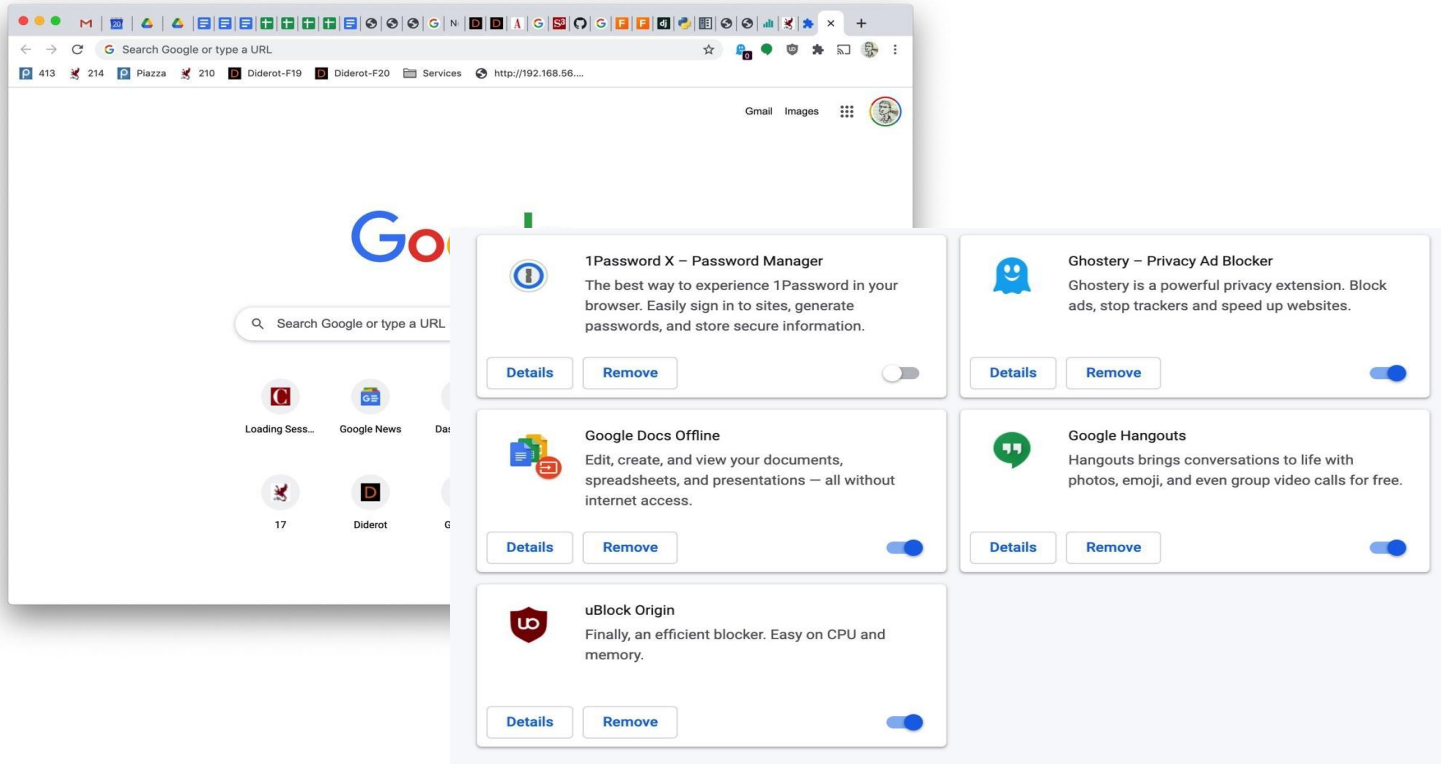 20 N D D A G S3 G F F dj
Search Google or type a URL
0
413 214 Piazza 210 Diderot-F19 Diderot-F20 Services http://192.168.56....
Gmail Images
Goo
Search Google or type a URL
Loading Sess... Google News Das
17 Diderot G
1Password X – Password Manager
The best way to experience 1Password in your
browser. Easily sign in to sites, generate
passwords, and store secure information.
Details Remove
Ghostery – Privacy Ad Blocker
Ghostery is a powerful privacy extension. Block
ads, stop trackers and speed up websites.
Details Remove
Google Docs Offline
Edit, create, and view your documents,
spreadsheets, and presentations — all without
internet access.
Details Remove
Google Hangouts
Hangouts brings conversations to life with
photos, emoji, and even group video calls for free.
Details Remove
uBlock Origin
Finally, an efficient blocker. Easy on CPU and
memory.
Details Remove